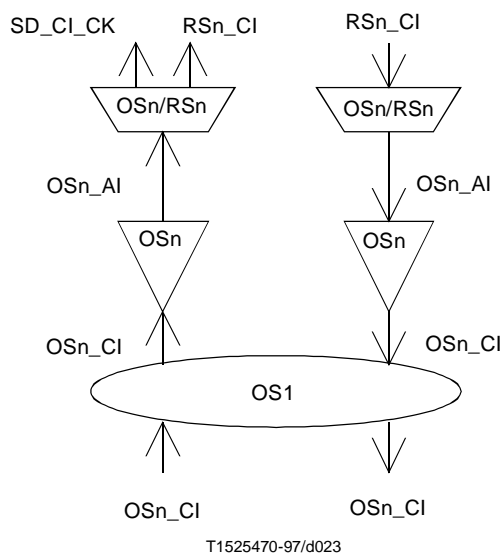 SD_CI_CK RSn_CI RSn_CI
OSn/RSn OSn/RSn
OSn_AI OSn_AI
OSn OSn
OSn_CI OSn_CI
OS1
OSn_CI OSn_CI
T1525470-97/d023